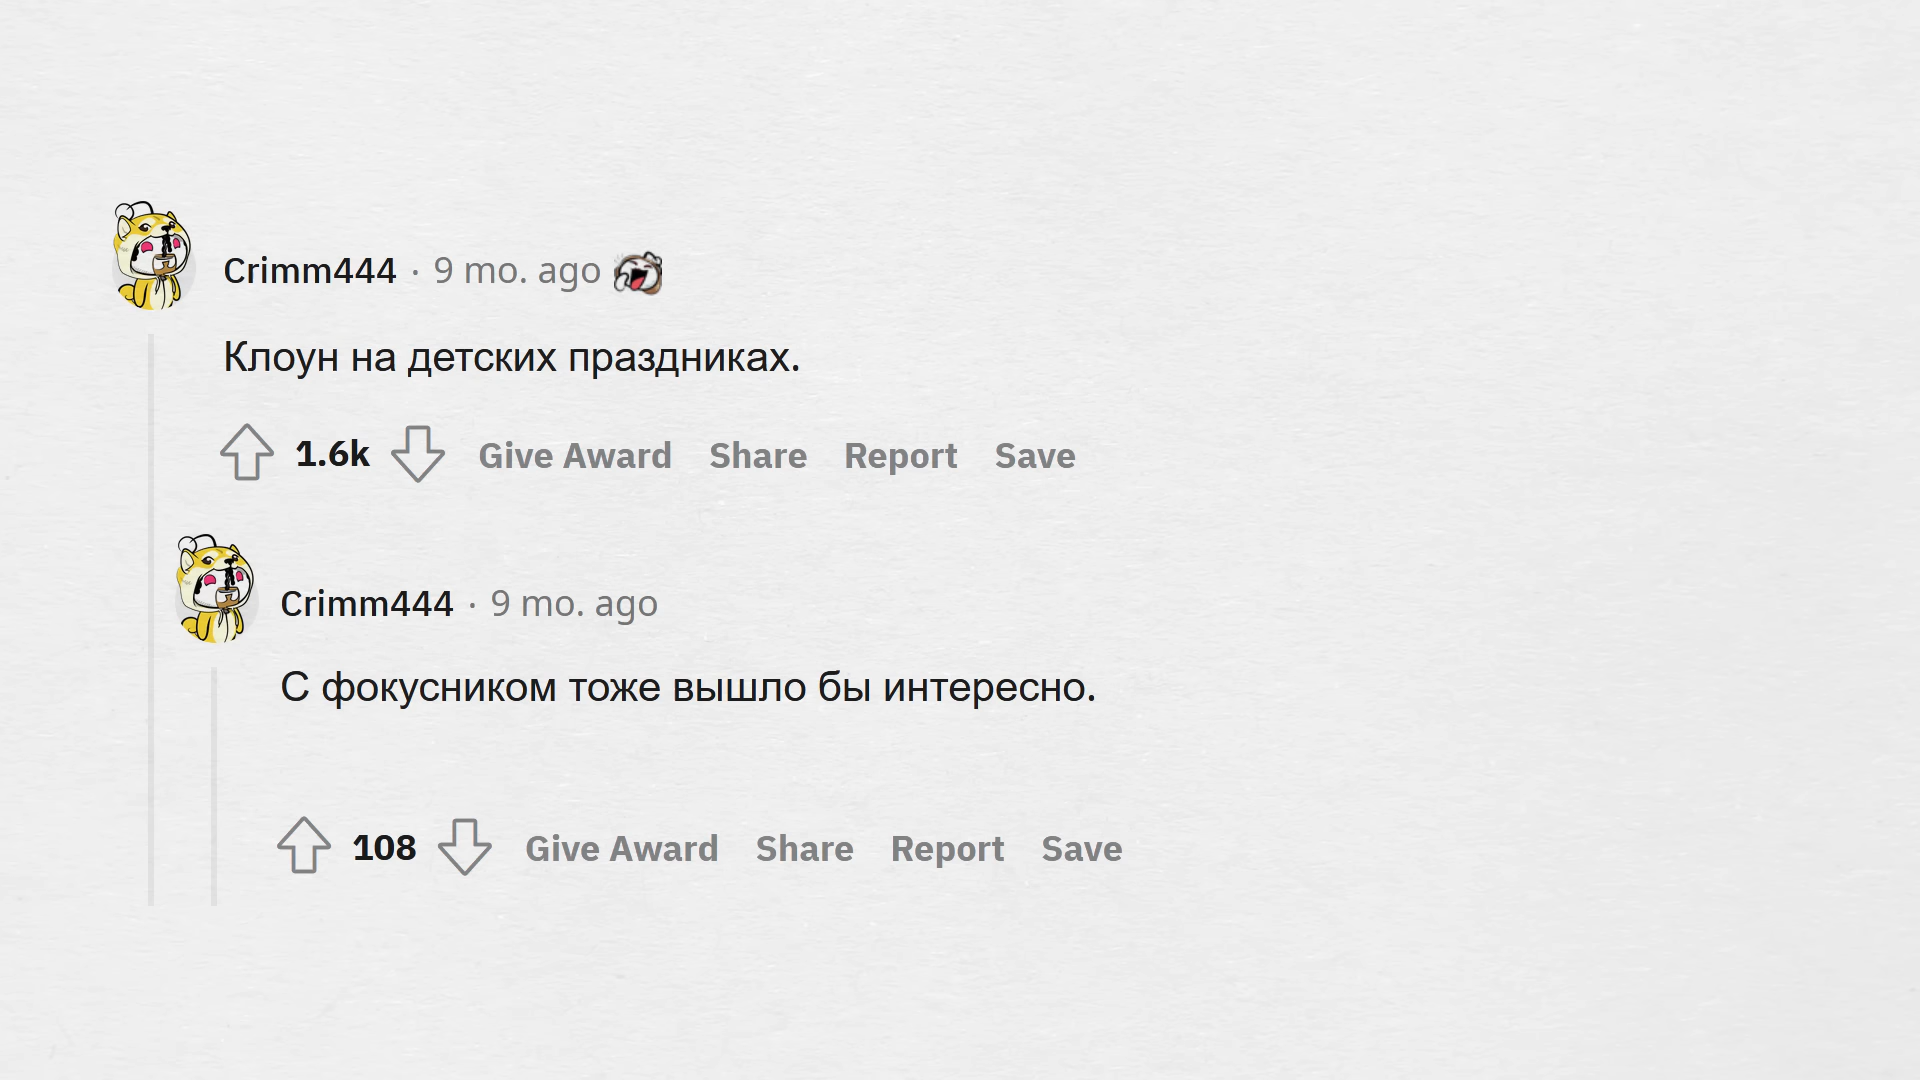 Crimm444 · 9 mo. ago
Клоун на детских праздниках.
1.6k Give Award Share Report Save
Crimm444 · 9 mo. ago
С фокусником тоже вышло бы интересно.
108 Give Award Share Report Save